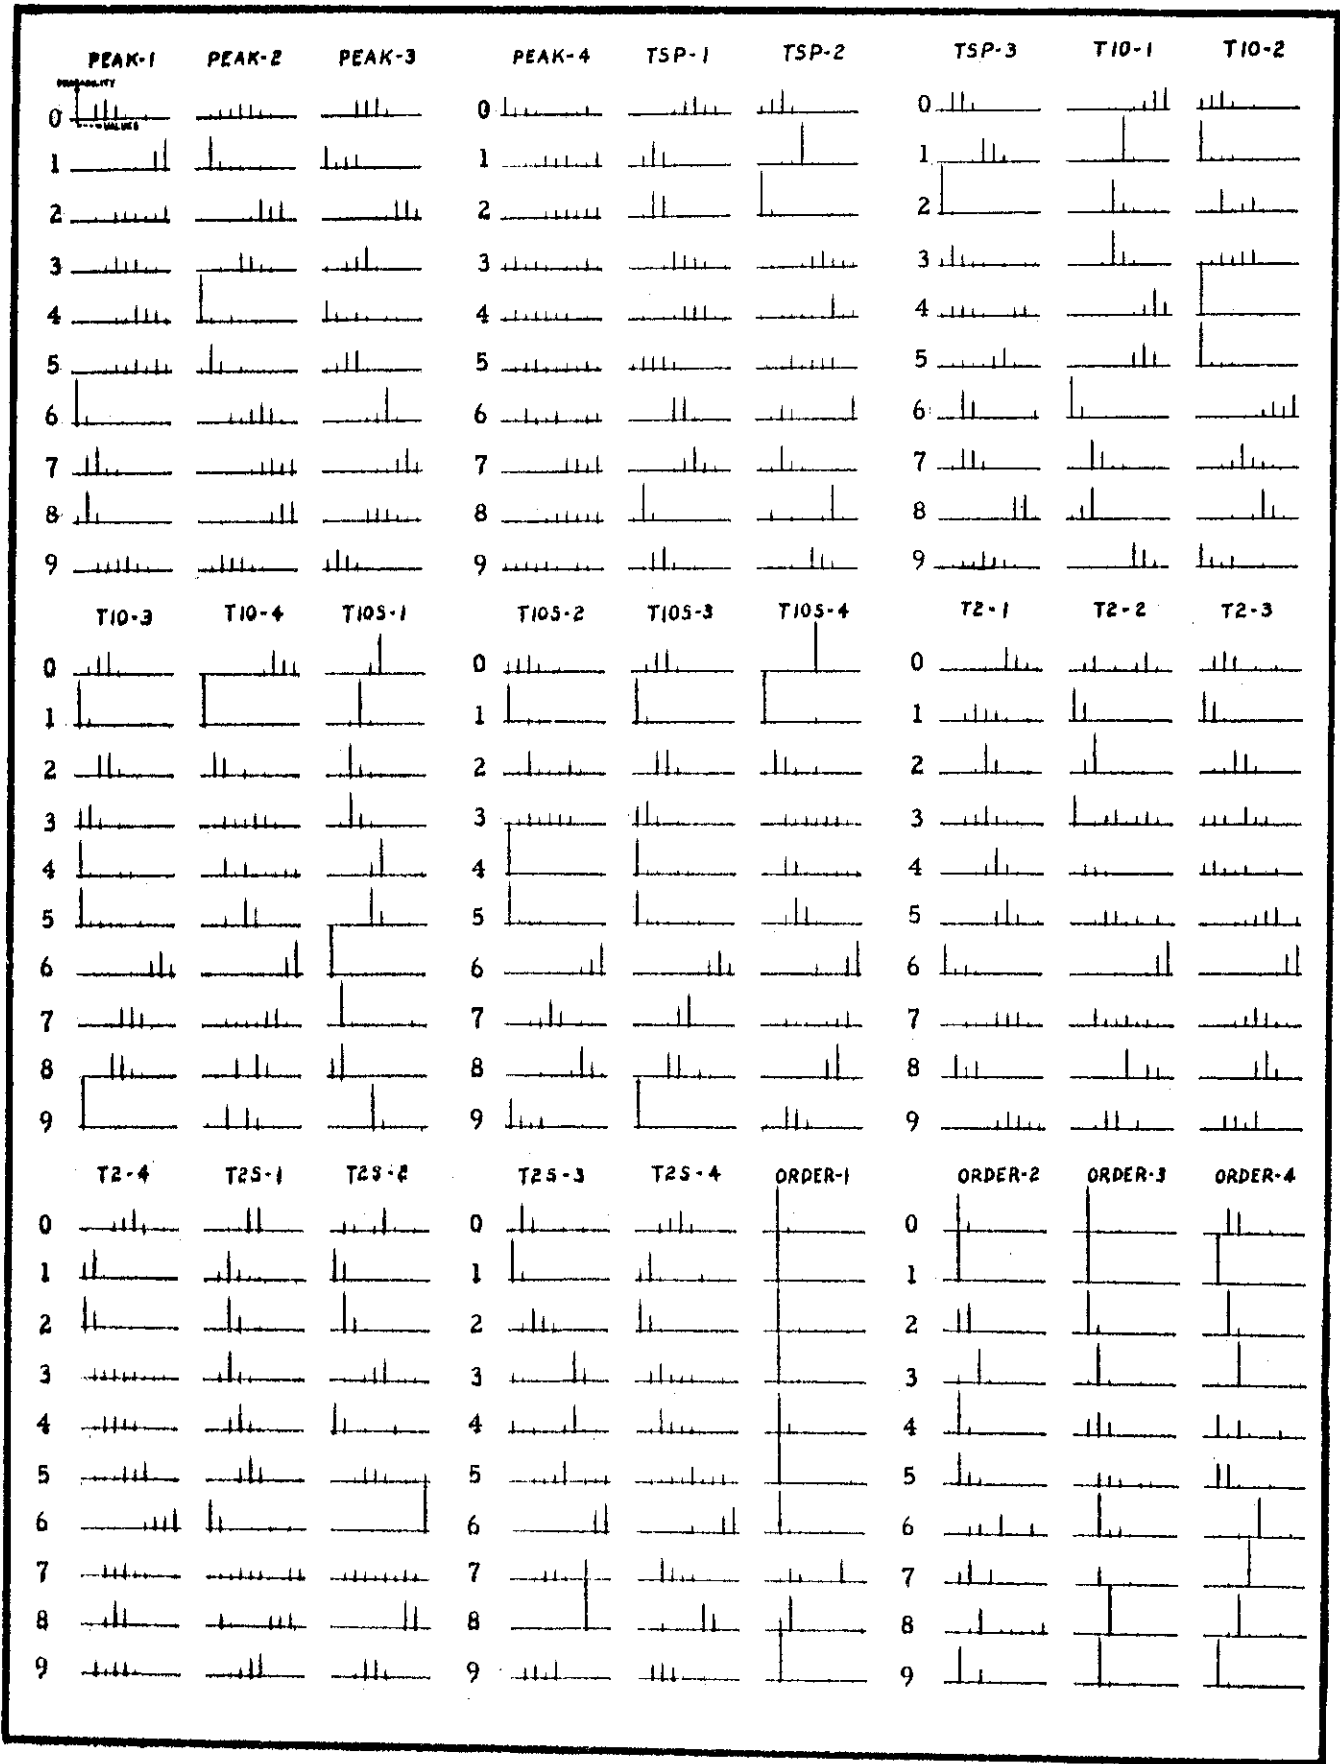 PEAK-1 PEAK-2 PEAK-3 PEAK-4 TSP-1 TSP-2 TSP-3 T10-1 T10-2
PROBABILITY
0 0 0
VALUES
1 1 1
2 2 2
3 3 3
4 4 4
5 5 5
6 6 6
7 7 7
8 8 8
9 9 9
T10-3 T10-4 T10S-1 T10S-2 T10S-3 T10S-4 T2-1 T2-2 T2-3
0 0 0
1 1 1
2 2 2
3 3 3
4 4 4
5 5 5
6 6 6
7 7 7
8 8 8
9 9 9
T2-4 T2S-1 T2S-2 T2S-3 T2S-4 ORDER-1 ORDER-2 ORDER-3 ORDER-4
0 0 0
1 1 1
2 2 2
3 3 3
4 4 4
5 5 5
6 6 6
7 7 7
8 8 8
9 9 9